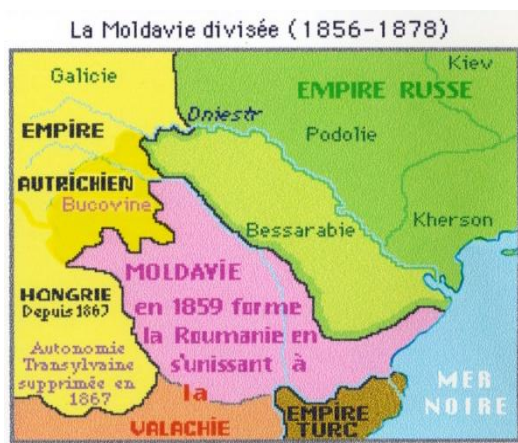 La Moldavie divisée (1856-1878)
Galicie
Kiev
EMPIRE RUSSE
Dniestr
EMPIRE
Podolie
AUTRICHIEN
Bucovine
Bessarabie
Kherson
MOLDAVIE
HONGRIE
Depuis 1867
en 1859 forme
la Roumanie en
s'unissant à
la
VALACHIE
Autonomie
Transylvaine
supprimée en
1867
EMPIRE
TURC
MER
NOIRE